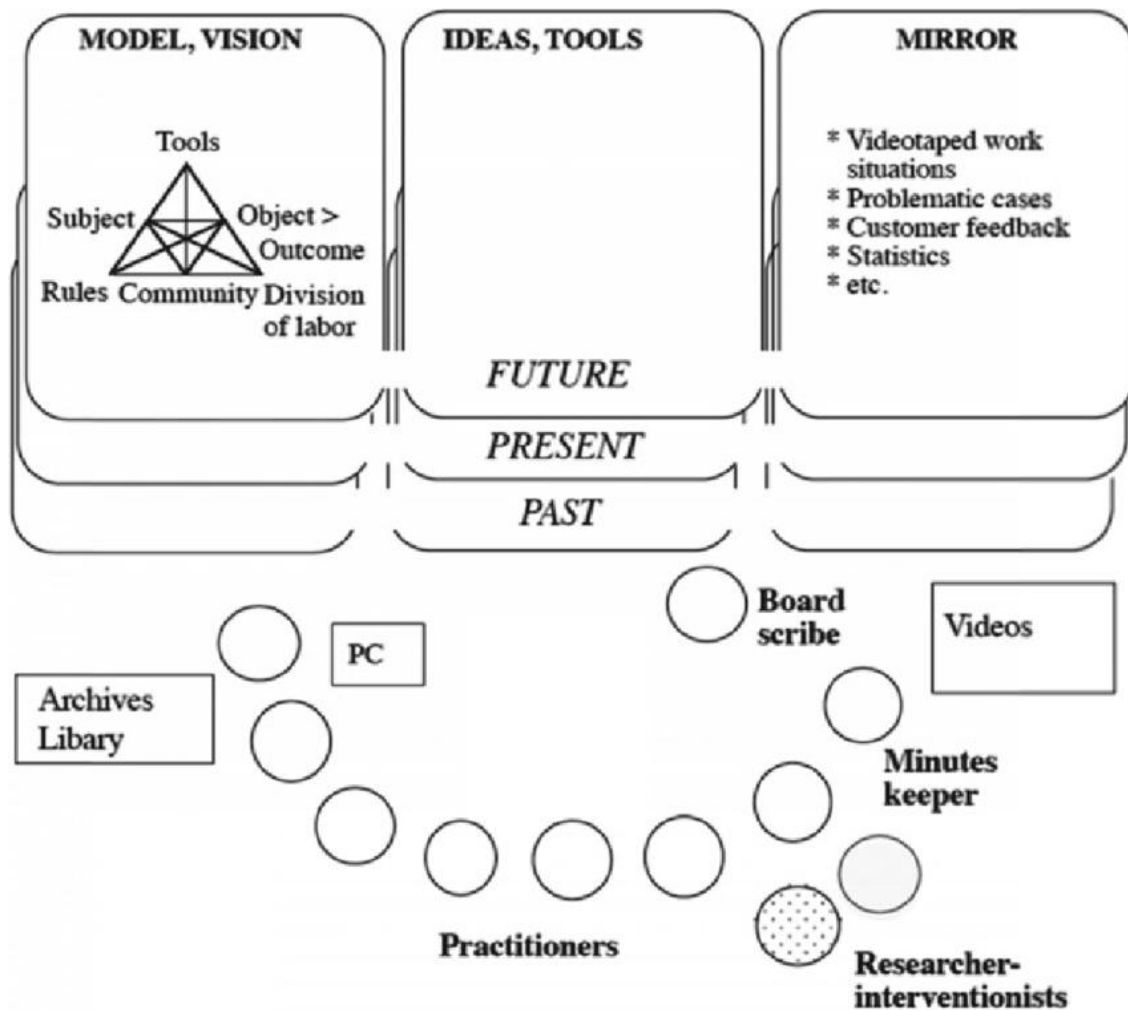 MODEL, VISION
IDEAS, TOOLS
MIRROR
Tools
Subject
Object >
Outcome
Rules
Community
Division
of labor
* Videotaped work
situations
* Problematic cases
* Customer feedback
* Statistics
* etc.
FUTURE
PRESENT
PAST
Board
scribe
Videos
PC
Archives
Libary
Minutes
keeper
Practitioners
Researcher-
interventionists